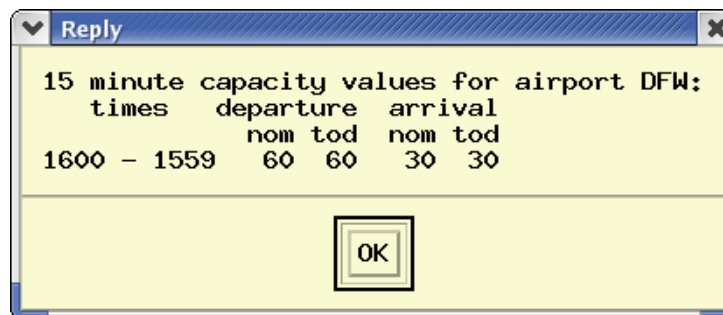 Reply
15 minute capacity values for airport DFW:
times departure arrival
nom tod nom tod
1600 - 1559 60 60 30 30
OK